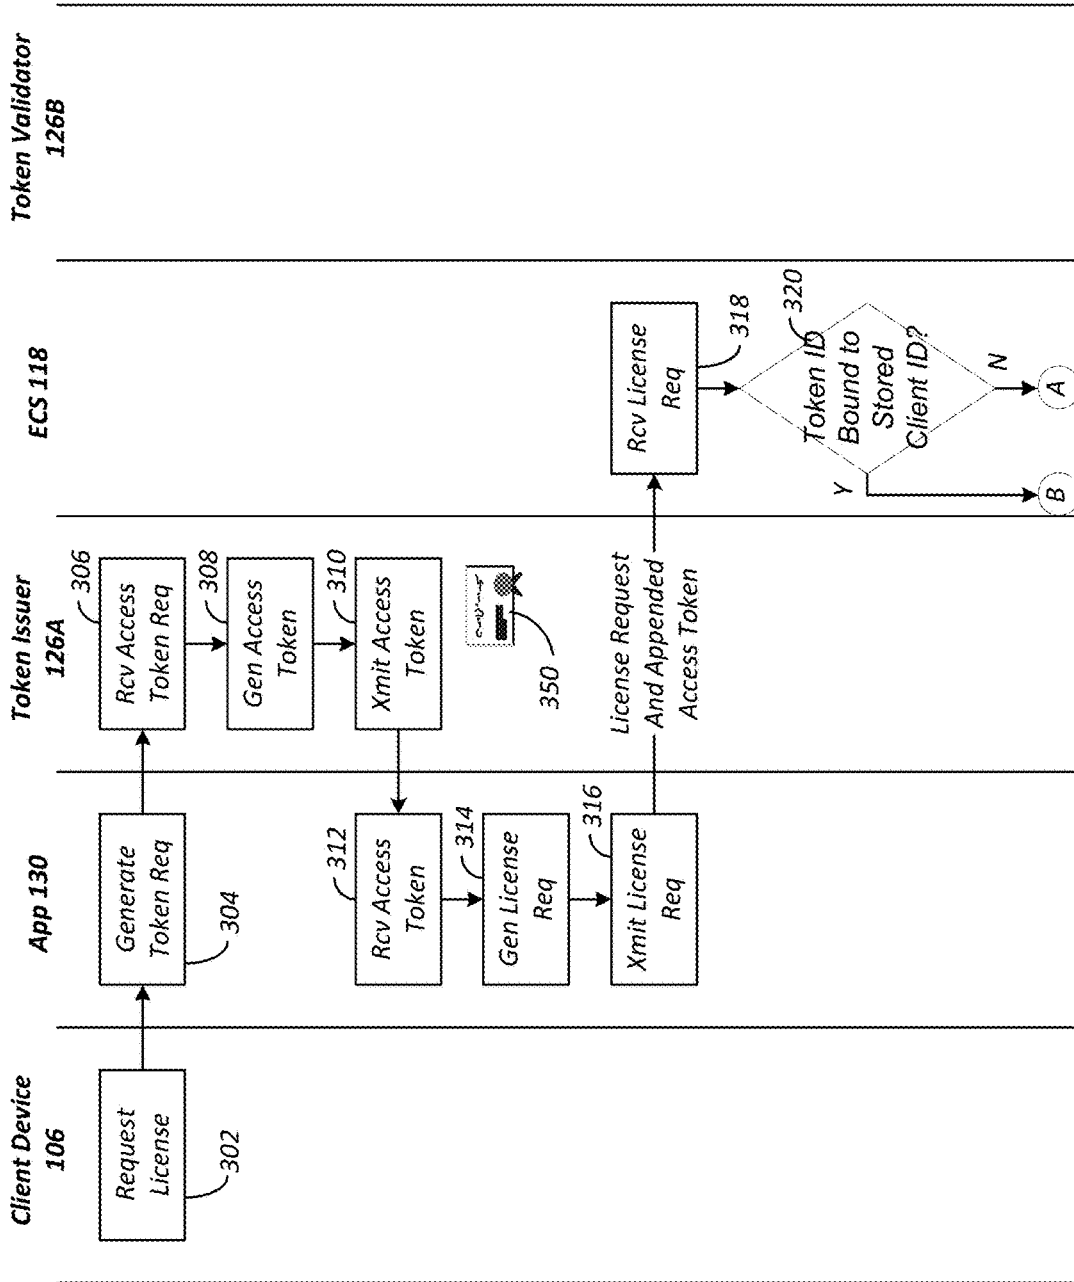 Client Device
106
App 130
Token Issuer
126A
ECS 118
Token Validator
126B
Request
License
302
Generate
Token Req
304
Rcv Access
Token Req
306
Gen Access
Token
308
Xmit Access
Token
310
350
Rcv Access
Token
312
Gen License
Req
314
Xmit License
Req
316
License Request
And Appended
Access Token
Rcv License
Req
318
Token ID
Bound to
Stored
Client ID?
320
Y
N
B
A